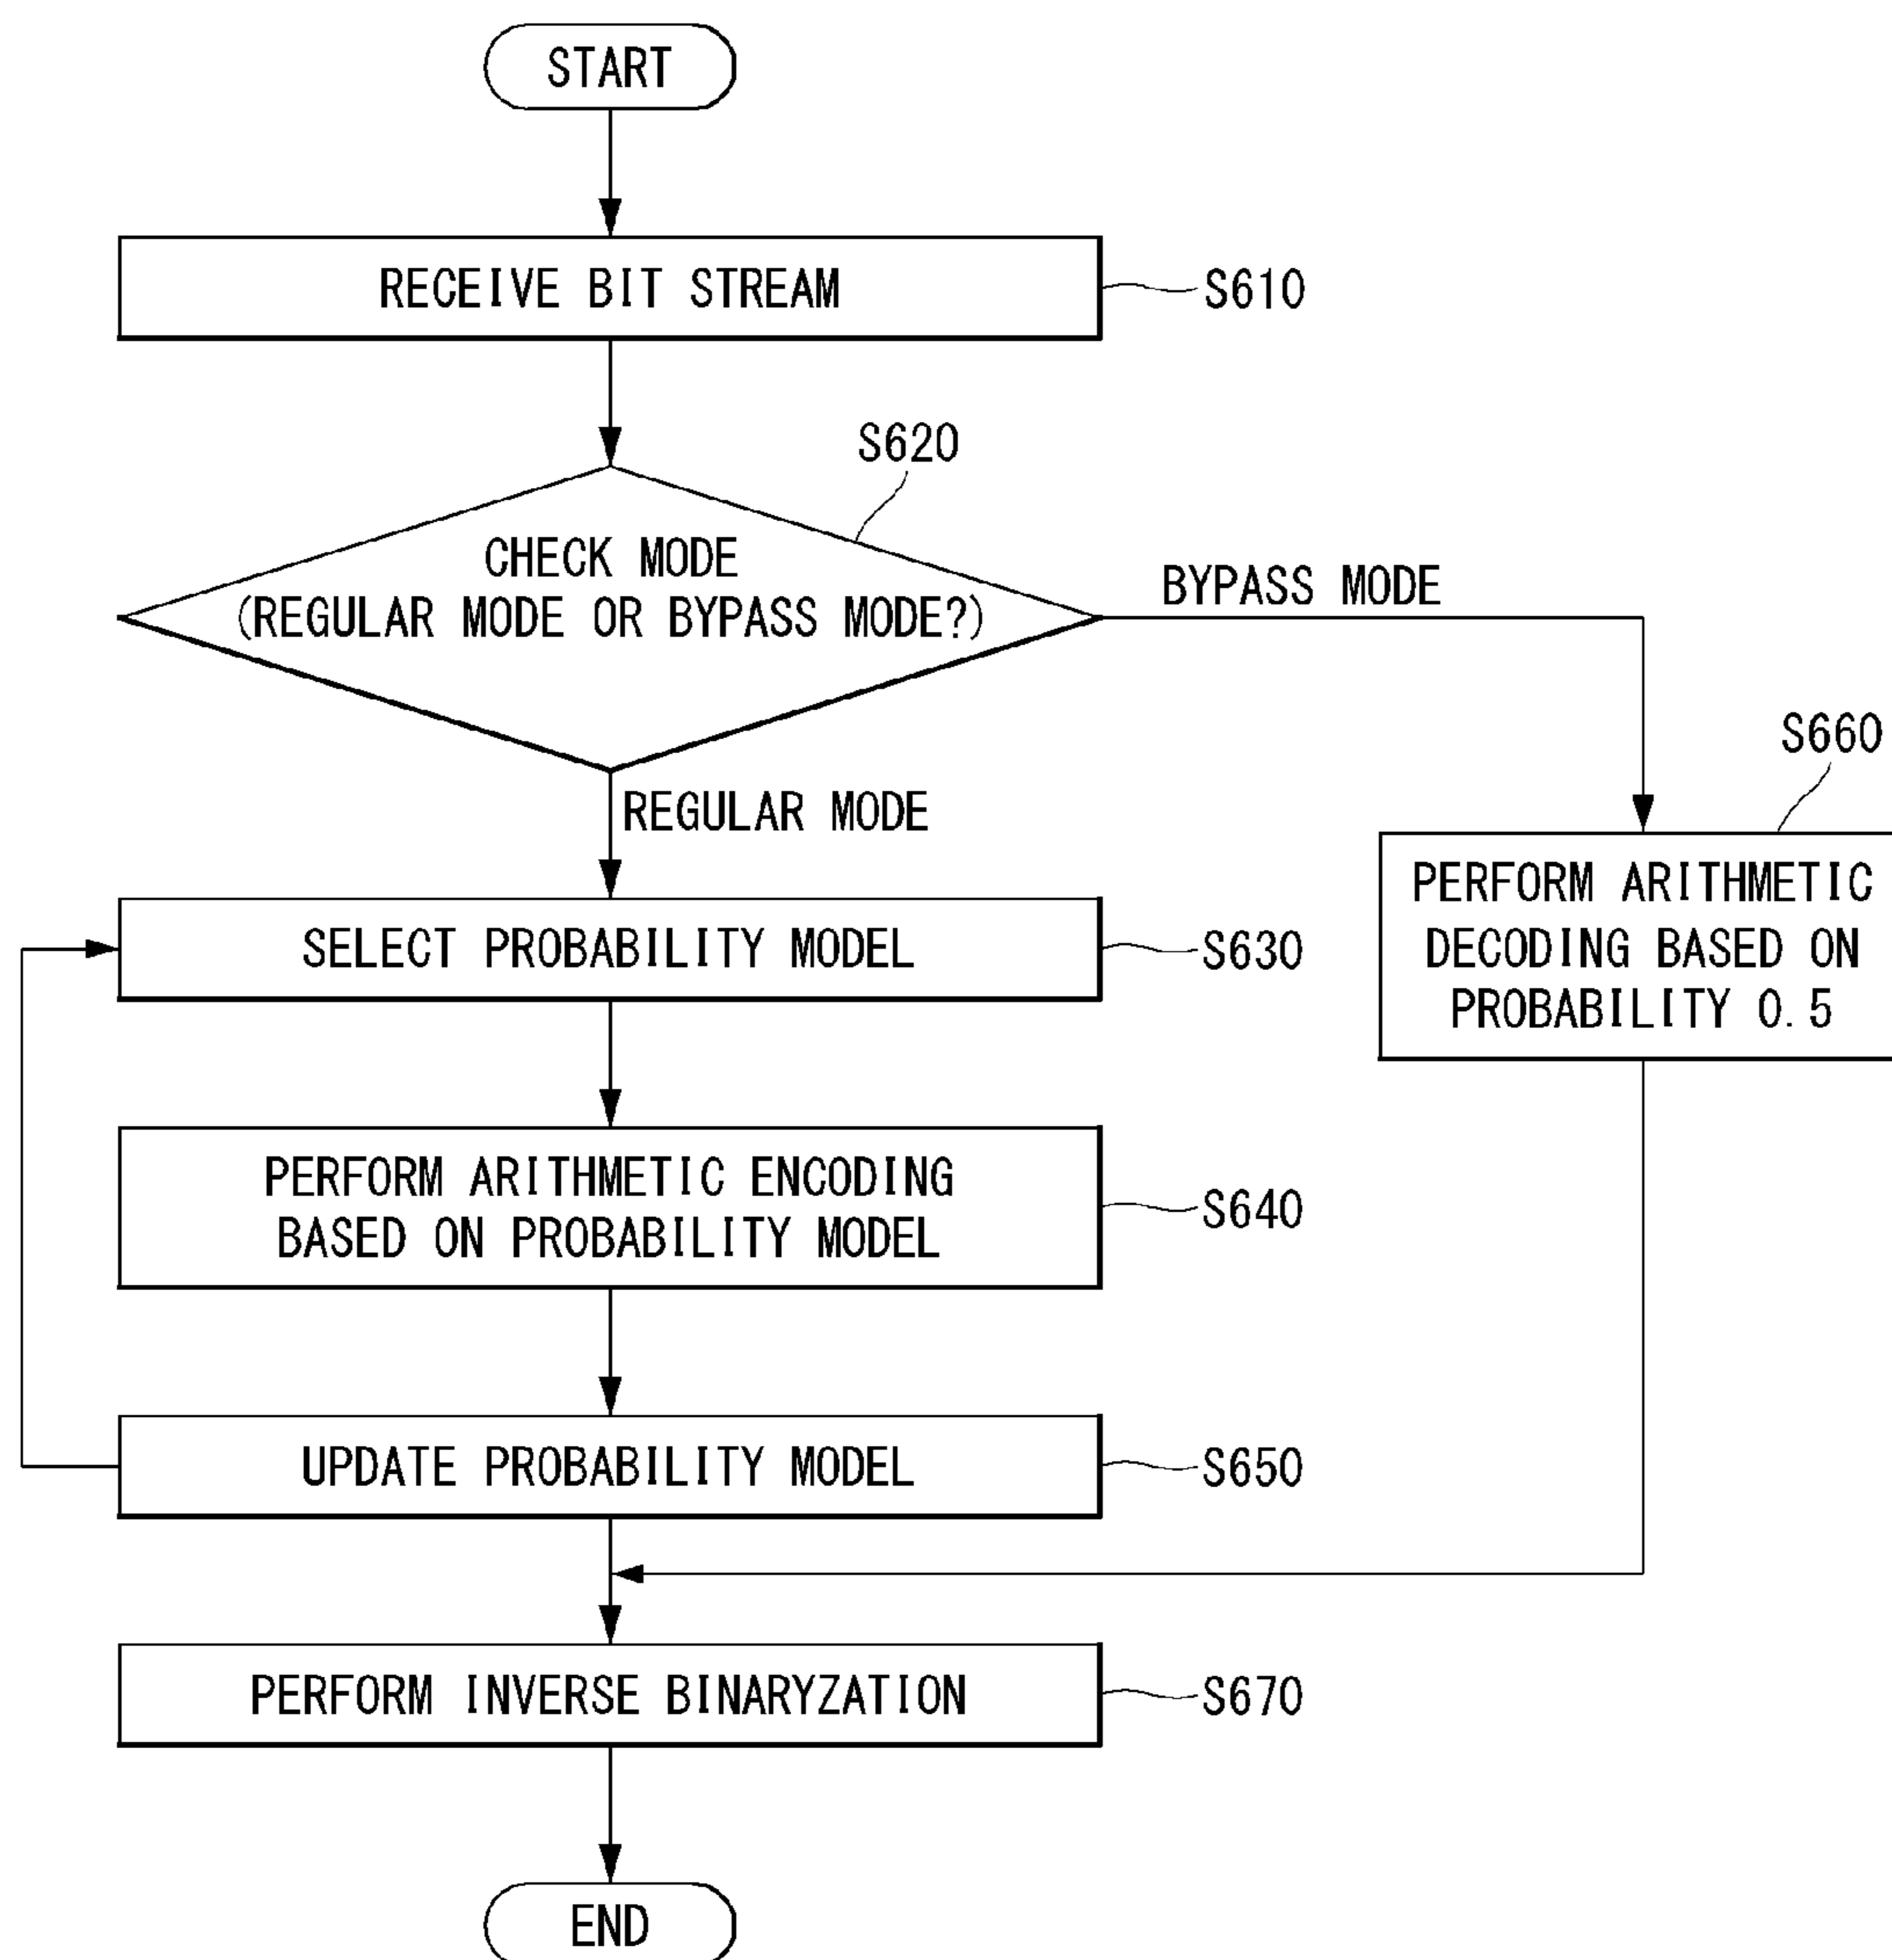 START
RECEIVE BIT STREAM
S610
S620
CHECK MODE
(REGULAR MODE OR BYPASS MODE?)
BYPASS MODE
REGULAR MODE
S660
PERFORM ARITHMETIC
DECODING BASED ON
PROBABILITY 0.5
SELECT PROBABILITY MODEL
S630
PERFORM ARITHMETIC ENCODING
BASED ON PROBABILITY MODEL
S640
UPDATE PROBABILITY MODEL
S650
PERFORM INVERSE BINARYZATION
S670
END